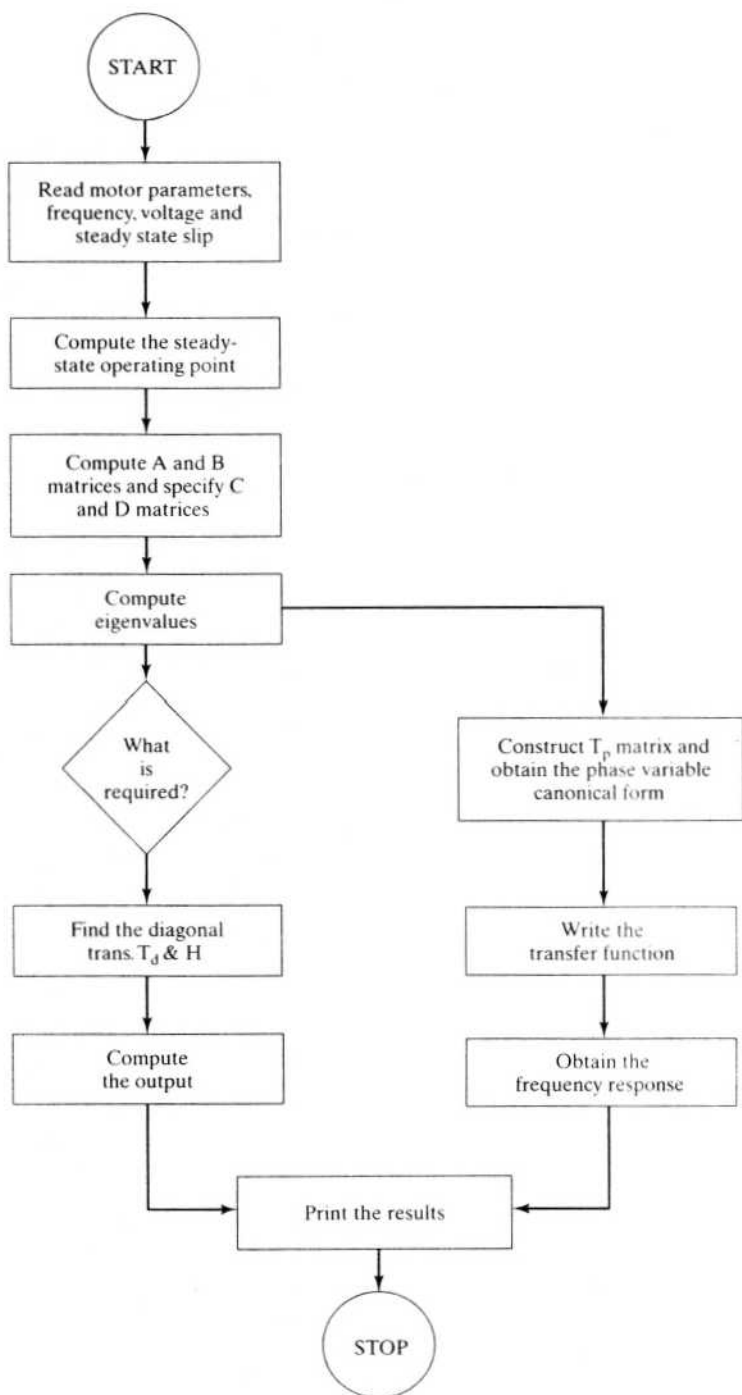 START
Read motor parameters,
frequency, voltage and
steady state slip
Compute the steady-
state operating point
Compute A and B
matrices and specify C
and D matrices
Compute
eigenvalues
What
is
required?
Find the diagonal
trans. T_d & H
Compute
the output
Construct T_p matrix and
obtain the phase variable
canonical form
Write the
transfer function
Obtain the
frequency response
Print the results
STOP